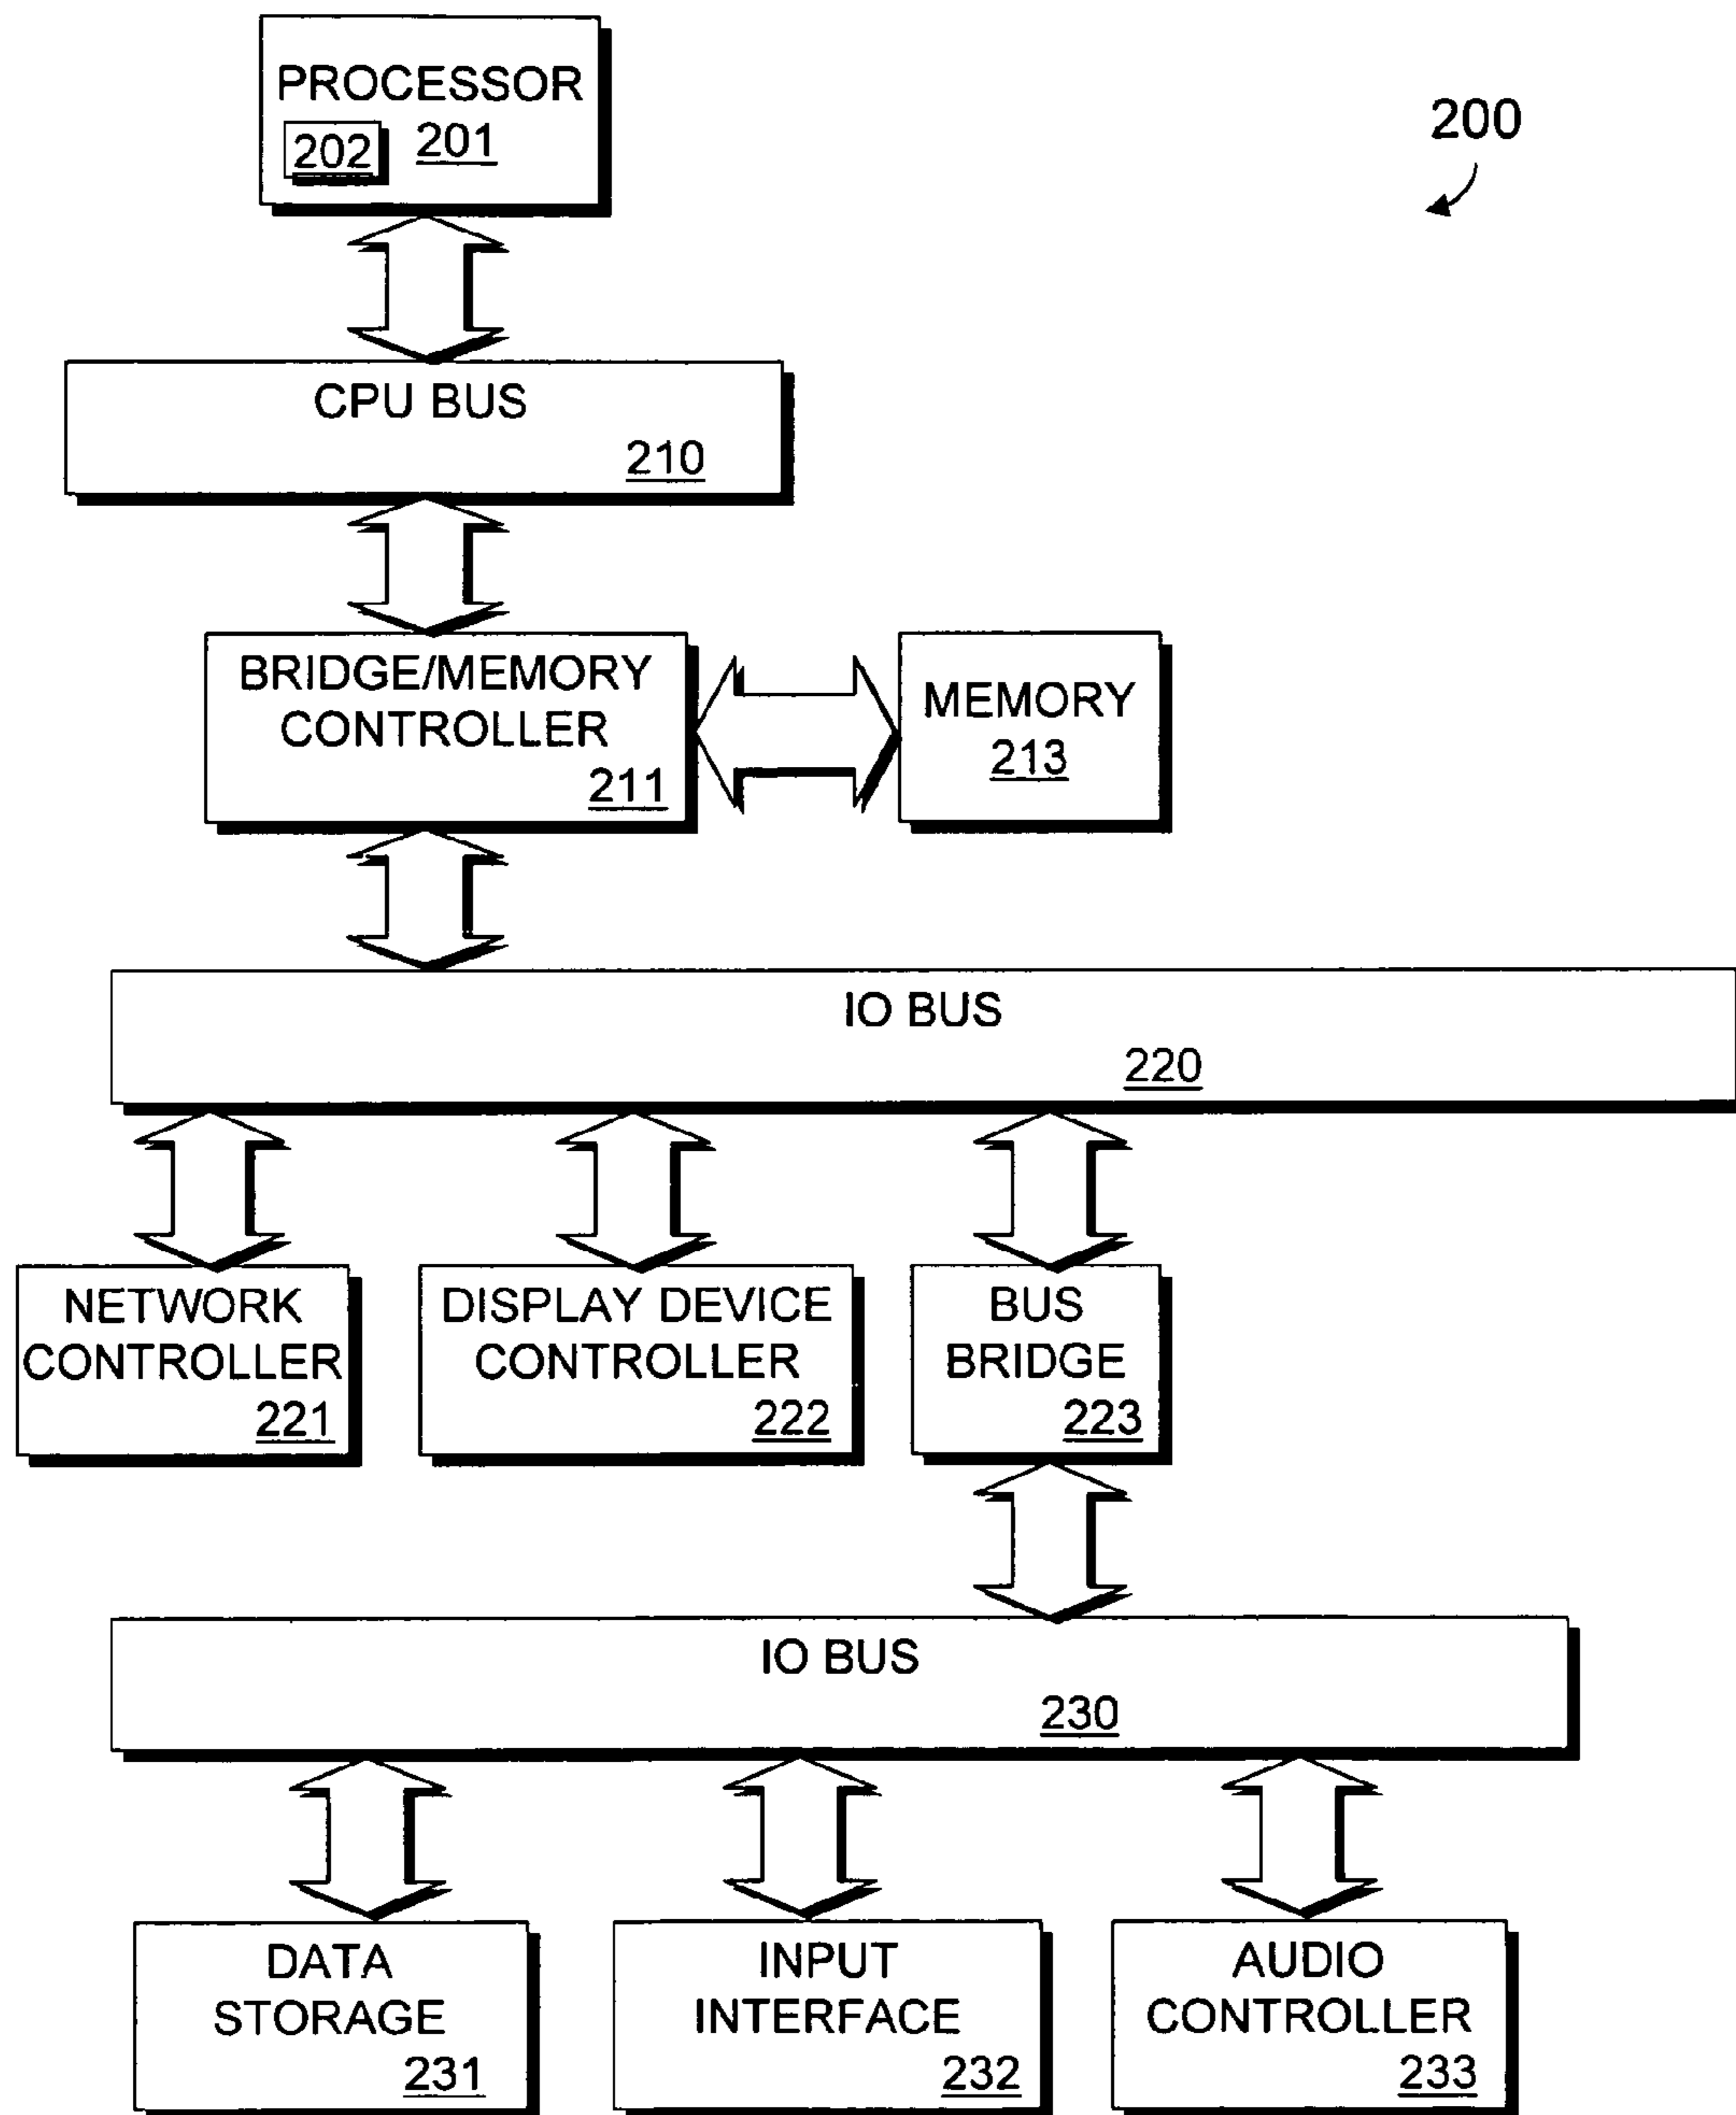 PROCESSOR
202 201
200
CPU BUS
210
BRIDGE/MEMORY
CONTROLLER
211
MEMORY
213
IO BUS
220
NETWORK
CONTROLLER
221
DISPLAY DEVICE
CONTROLLER
222
BUS
BRIDGE
223
IO BUS
230
DATA
STORAGE
231
INPUT
INTERFACE
232
AUDIO
CONTROLLER
233